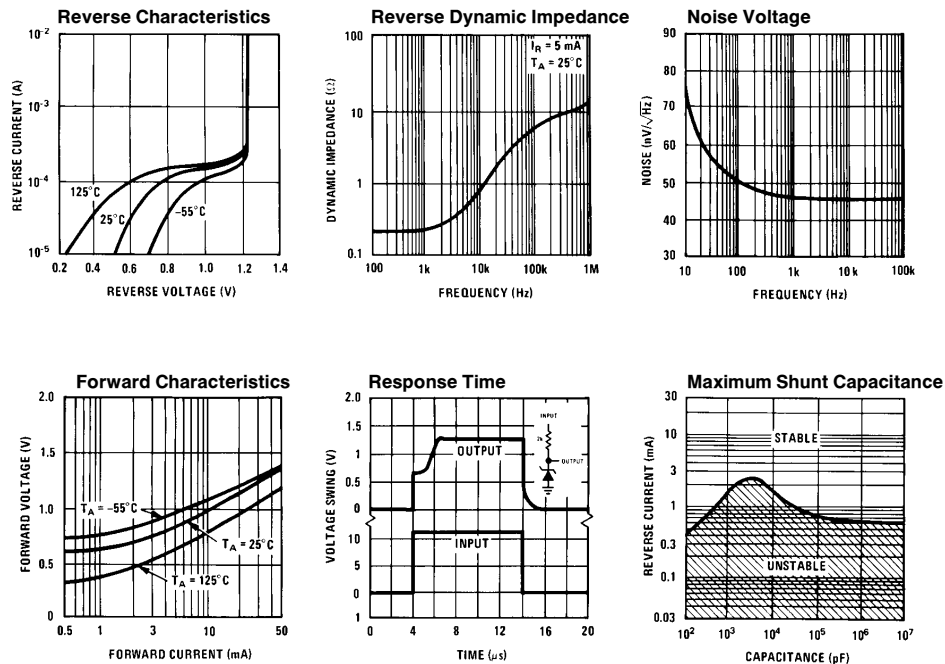 Reverse Characteristics
10-2
10-3
10-4
10-5
REVERSE CURRENT (A)
125°C
25°C
-55°C
0.2 0.4 0.6 0.8 1.0 1.2 1.4
REVERSE VOLTAGE (V)
Reverse Dynamic Impedance
100
10
1
0.1
DYNAMIC IMPEDANCE (Ω)
IR = 5 mA
TA = 25°C
100 1k 10k 100k 1M
FREQUENCY (Hz)
Noise Voltage
90
80
70
60
50
40
30
NOISE (nV/√Hz)
10 100 1k 10k 100k
FREQUENCY (Hz)
Forward Characteristics
2.0
1.5
1.0
0.5
0
FORWARD VOLTAGE (V)
TA = -55°C
TA = 25°C
TA = 125°C
0.5 1 3 10 50
FORWARD CURRENT (mA)
Response Time
2.0
1.5
1.0
0.5
0
10
5
0
1
VOLTAGE SWING (V)
OUTPUT
INPUT
2k
OUTPUT
INPUT
0 4 8 12 16 20
TIME (μs)
Maximum Shunt Capacitance
30
10
3
1
0.3
0.1
0.03
REVERSE CURRENT (mA)
STABLE
UNSTABLE
102 103 104 105 106 107
CAPACITANCE (pF)